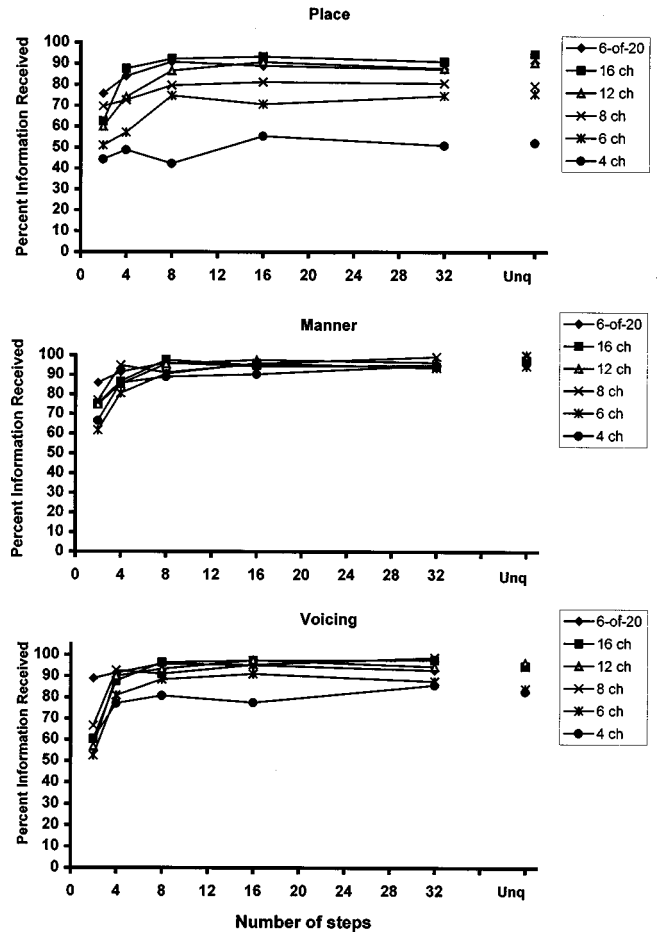 Place
Percent Information Received
100
90
80
70
60
50
40
30
20
10
0
0 4 8 12 16 20 24 28 32 Unq
6-of-20
16 ch
12 ch
8 ch
6 ch
4 ch
Manner
Percent Information Received
100
90
80
70
60
50
40
30
20
10
0
0 4 8 12 16 20 24 28 32 Unq
6-of-20
16 ch
12 ch
8 ch
6 ch
4 ch
Voicing
Percent Information Received
100
90
80
70
60
50
40
30
20
10
0
0 4 8 12 16 20 24 28 32 Unq
6-of-20
16 ch
12 ch
8 ch
6 ch
4 ch
Number of steps